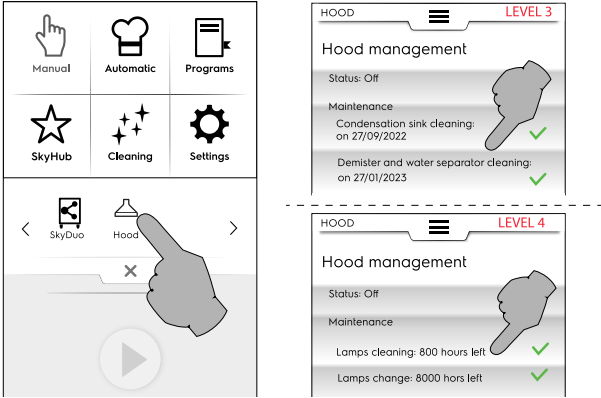 Manual
Automatic
Programs
SkyHub
Cleaning
Settings
SkyDuo
Hood
HOOD
LEVEL 3
Hood management
Status: Off
Maintenance
Condensation sink cleaning:
on 27/09/2022
Demister and water separator cleaning:
on 27/01/2023
HOOD
LEVEL 4
Hood management
Status: Off
Maintenance
Lamps cleaning: 800 hours left
Lamps change: 8000 hors left